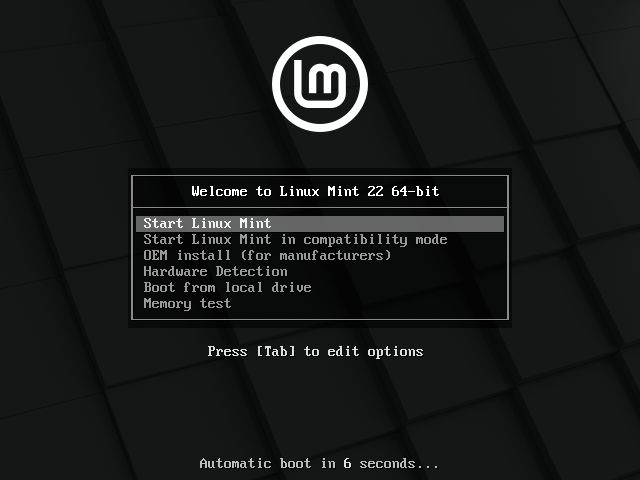 Welcome to Linux Mint 22 64-bit
Start Linux Mint
Start Linux Mint in compatibility mode
OEM install (for manufacturers)
Hardware Detection
Boot from local drive
Memory test
Press [Tab] to edit options
Automatic boot in 6 seconds...